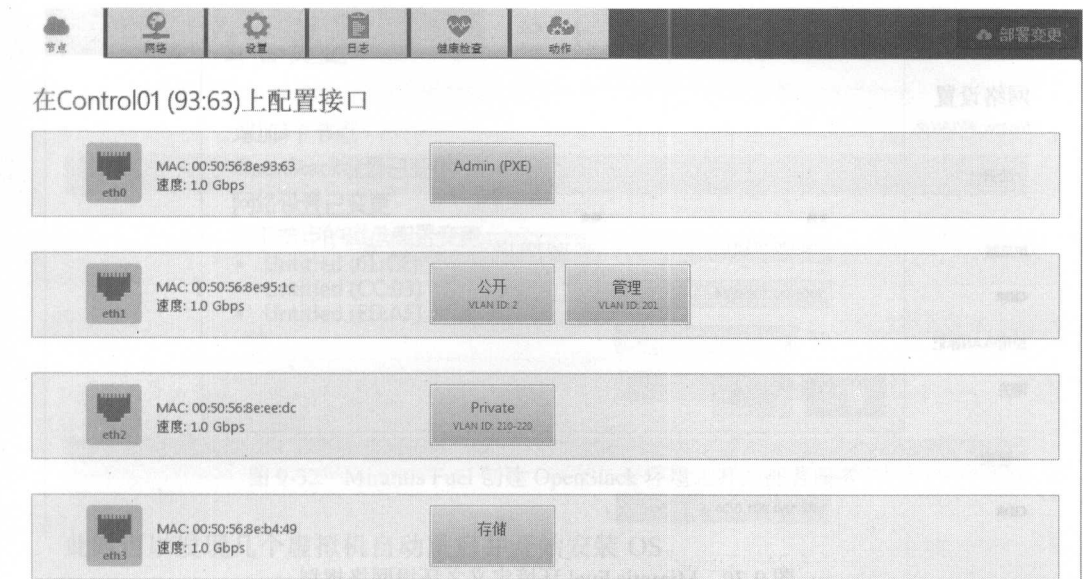 节点
网络
设置
日志
健康检查
动作
部署变更
在Control01 (93:63)上配置接口
eth0
MAC: 00:50:56:8e:93:63
速度: 1.0 Gbps
Admin (PXE)
eth1
MAC: 00:50:56:8e:95:1c
速度: 1.0 Gbps
公开
VLAN ID: 2
管理
VLAN ID: 201
eth2
MAC: 00:50:56:8e:ee:dc
速度: 1.0 Gbps
Private
VLAN ID: 210-220
eth3
MAC: 00:50:56:8e:b4:49
速度: 1.0 Gbps
存储